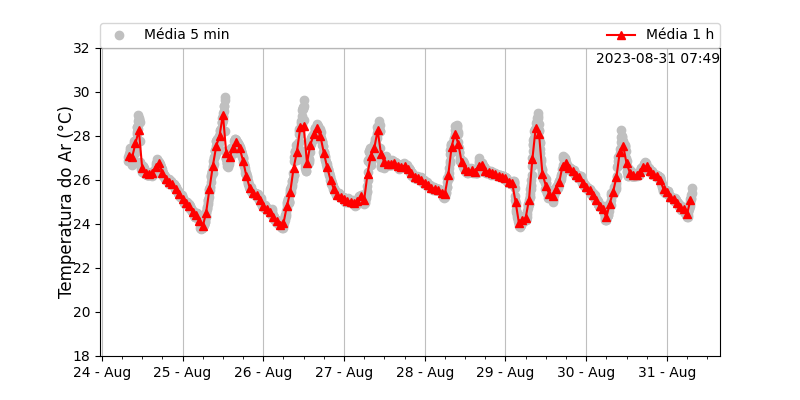 Média 5 min
Média 1 h
2023-08-31 07:49
Temperatura do Ar (°C)
32
30
28
26
24
22
20
18
24 - Aug
25 - Aug
26 - Aug
27 - Aug
28 - Aug
29 - Aug
30 - Aug
31 - Aug